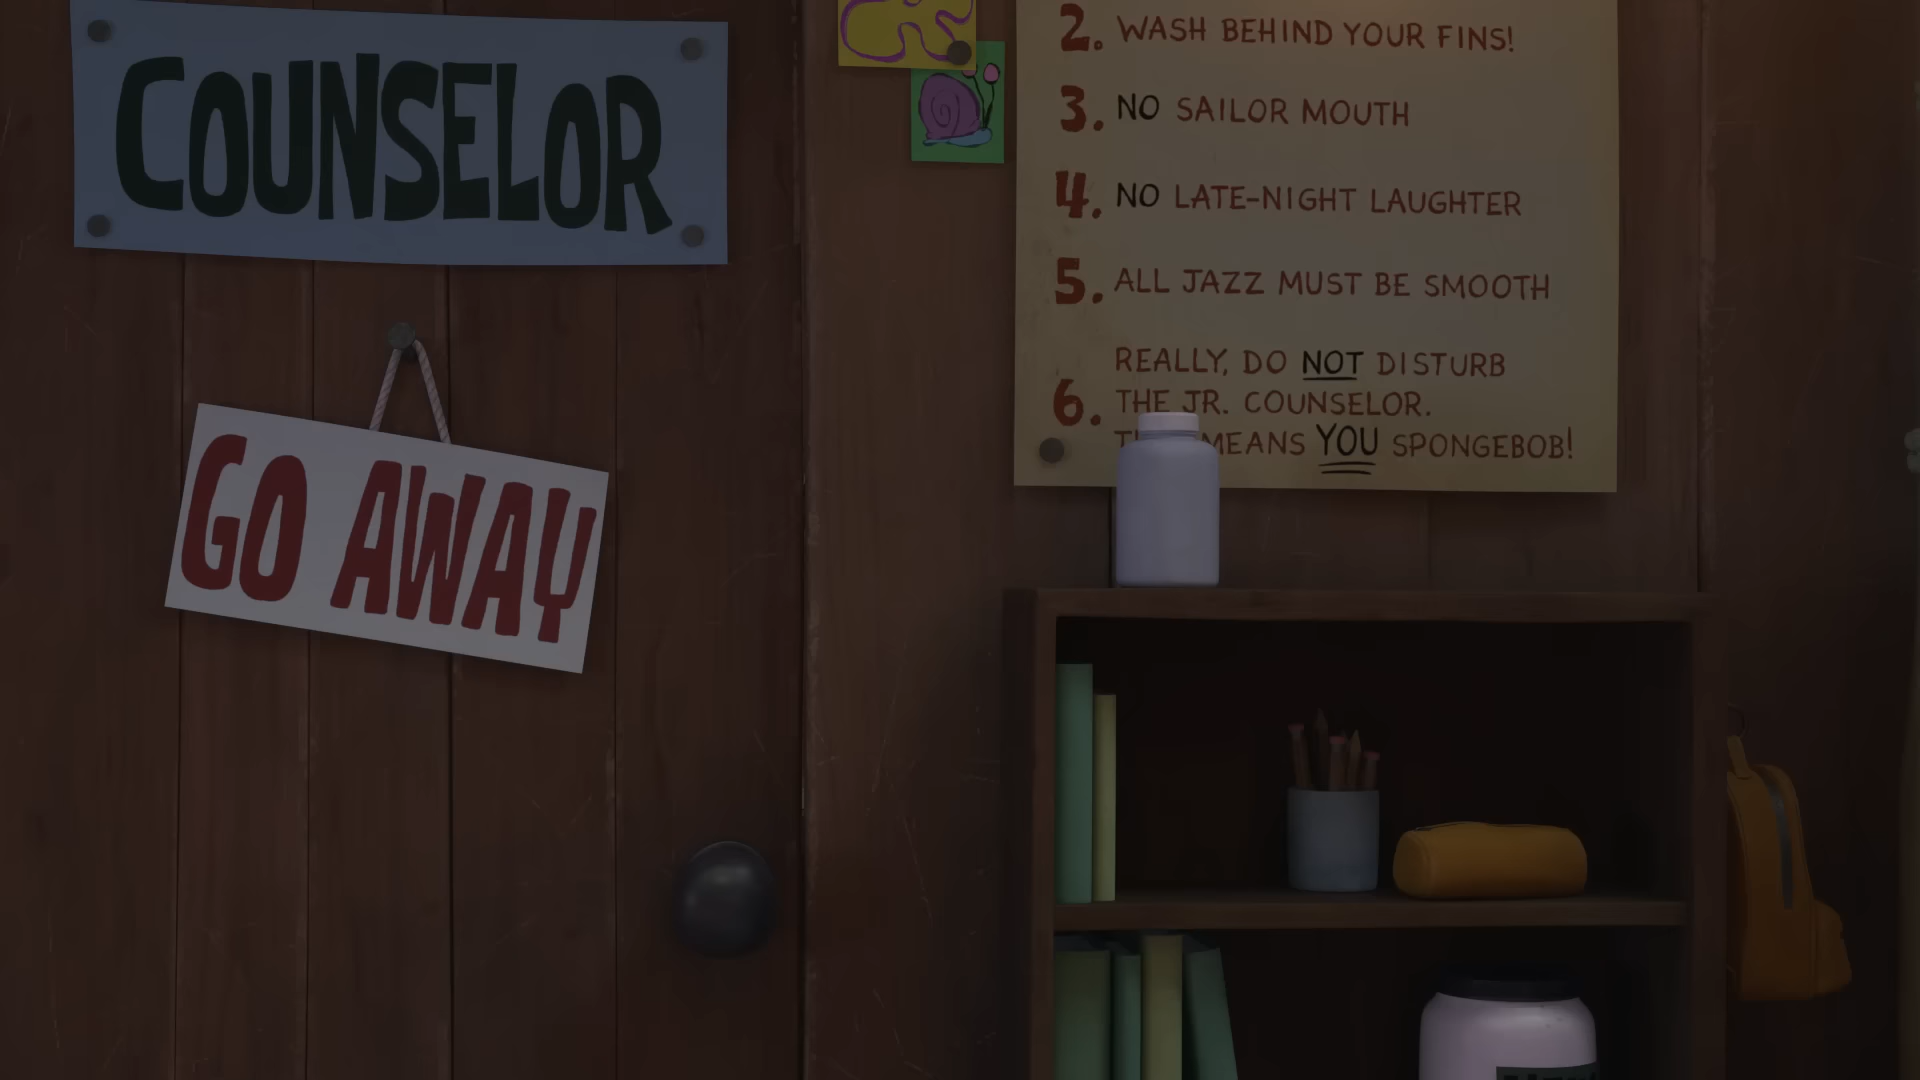 COUNSELOR
GO AWAY
2. WASH BEHIND YOUR FINS!
3. NO SAILOR MOUTH
4. NO LATE-NIGHT LAUGHTER
5. ALL JAZZ MUST BE SMOOTH
6. REALLY, DO NOT DISTURB
THE JR. COUNSELOR.
MEANS YOU SPONGEBOB!